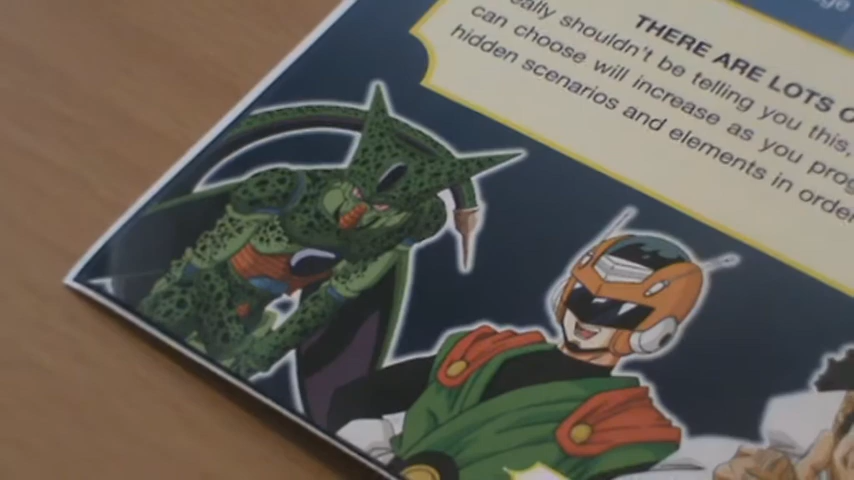 THERE ARE LOTS
really shouldn't be telling you this,
can choose will increase as you
hidden scenarios and elements in order